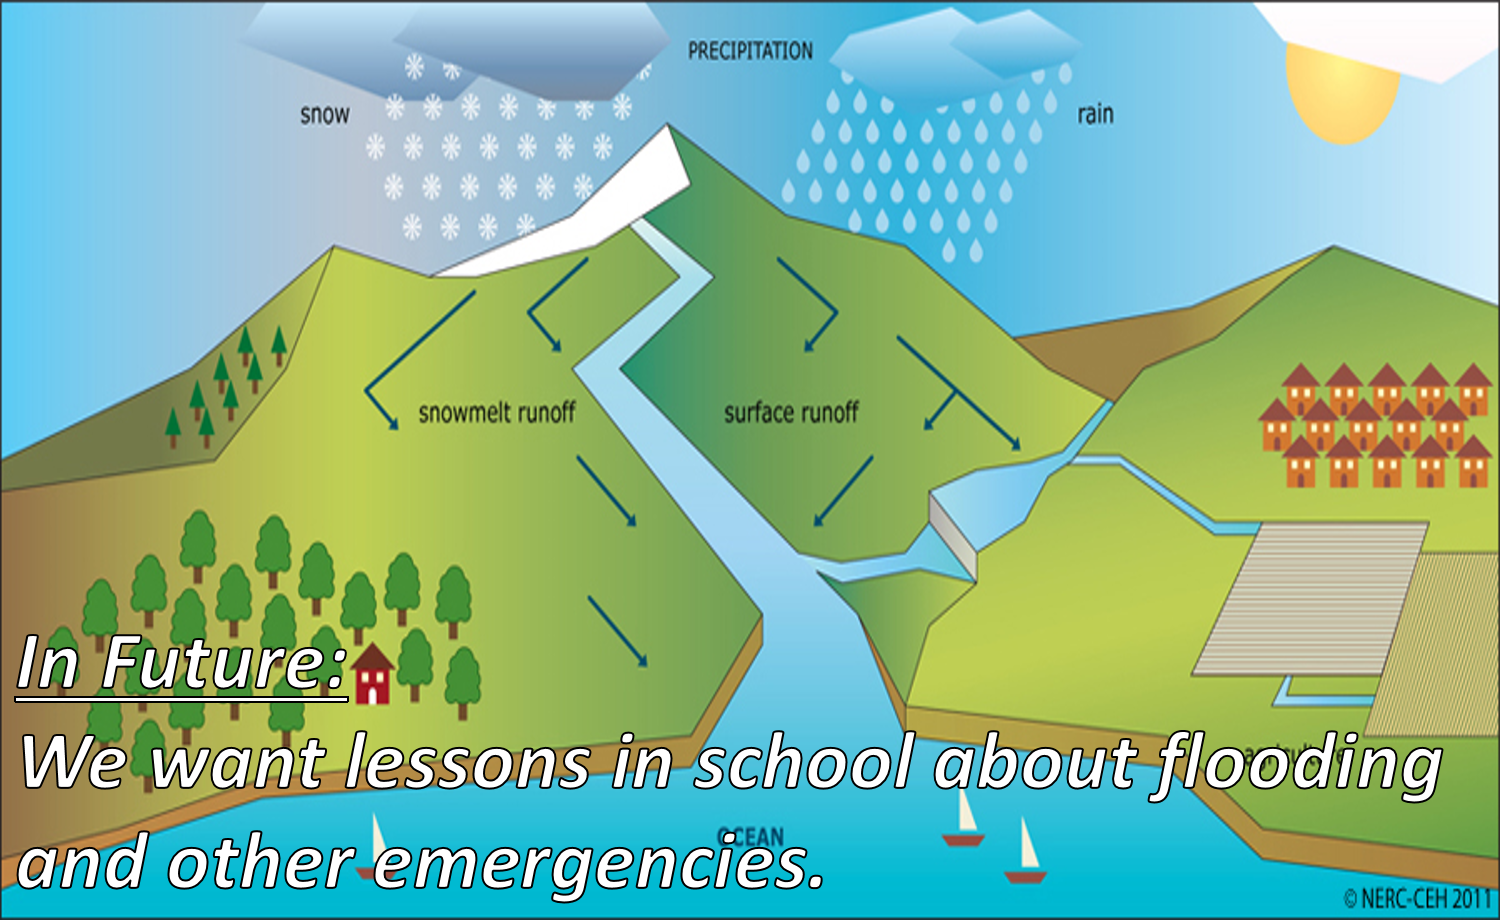 PRECIPITATION
snow
rain
snowmelt runoff
surface runoff
In Future:
We want lessons in school about flooding
agriculture
and other emergencies.
OCEAN
© NERC-CEH 2011